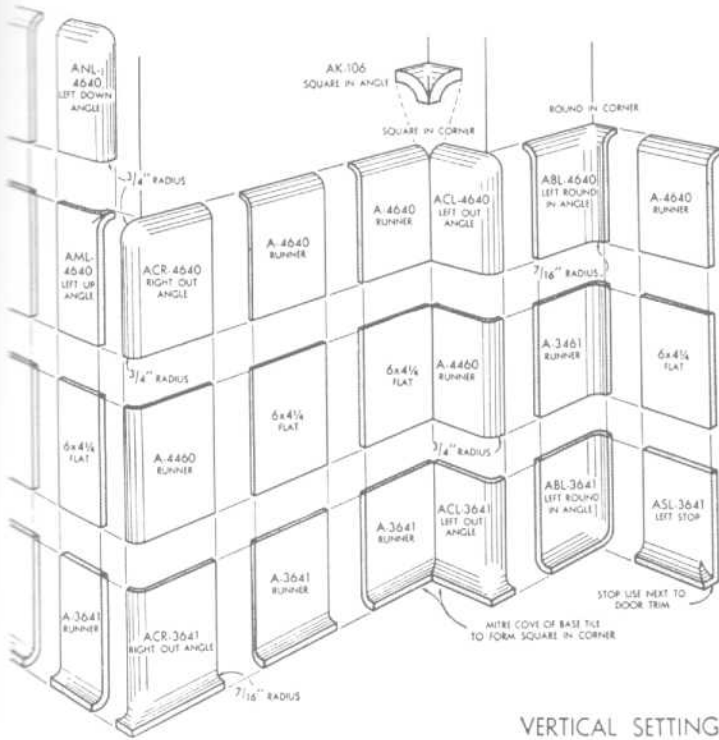 ANL-
4640
LEFT DOWN
ANGLE
AK-106
SQUARE IN ANGLE
SQUARE IN CORNER
ROUND IN CORNER
3/4" RADIUS
AML-
4640
LEFT UP
ANGLE
ACR-4640
RIGHT OUT
ANGLE
A-4640
RUNNER
A-4640
RUNNER
ACL-4640
LEFT OUT
ANGLE
ABL-4640
LEFT ROUND
IN ANGLE
A-4640
RUNNER
7/16" RADIUS
3/4" RADIUS
6x4¼
FLAT
A-4460
RUNNER
6x4¼
FLAT
6x4¼
FLAT
A-4460
RUNNER
A-3461
RUNNER
6x4¼
FLAT
3/4" RADIUS
A-3641
RUNNER
ACR-3641
RIGHT OUT ANGLE
A-3641
RUNNER
A-3641
RUNNER
ACL-3641
LEFT OUT
ANGLE
ABL-3641
LEFT ROUND
IN ANGLE
ASL-3641
LEFT STOP
STOP USE NEXT TO
DOOR TRIM
MITRE COVE OF BASE TILE
TO FORM SQUARE IN CORNER
7/16" RADIUS
VERTICAL SETTING